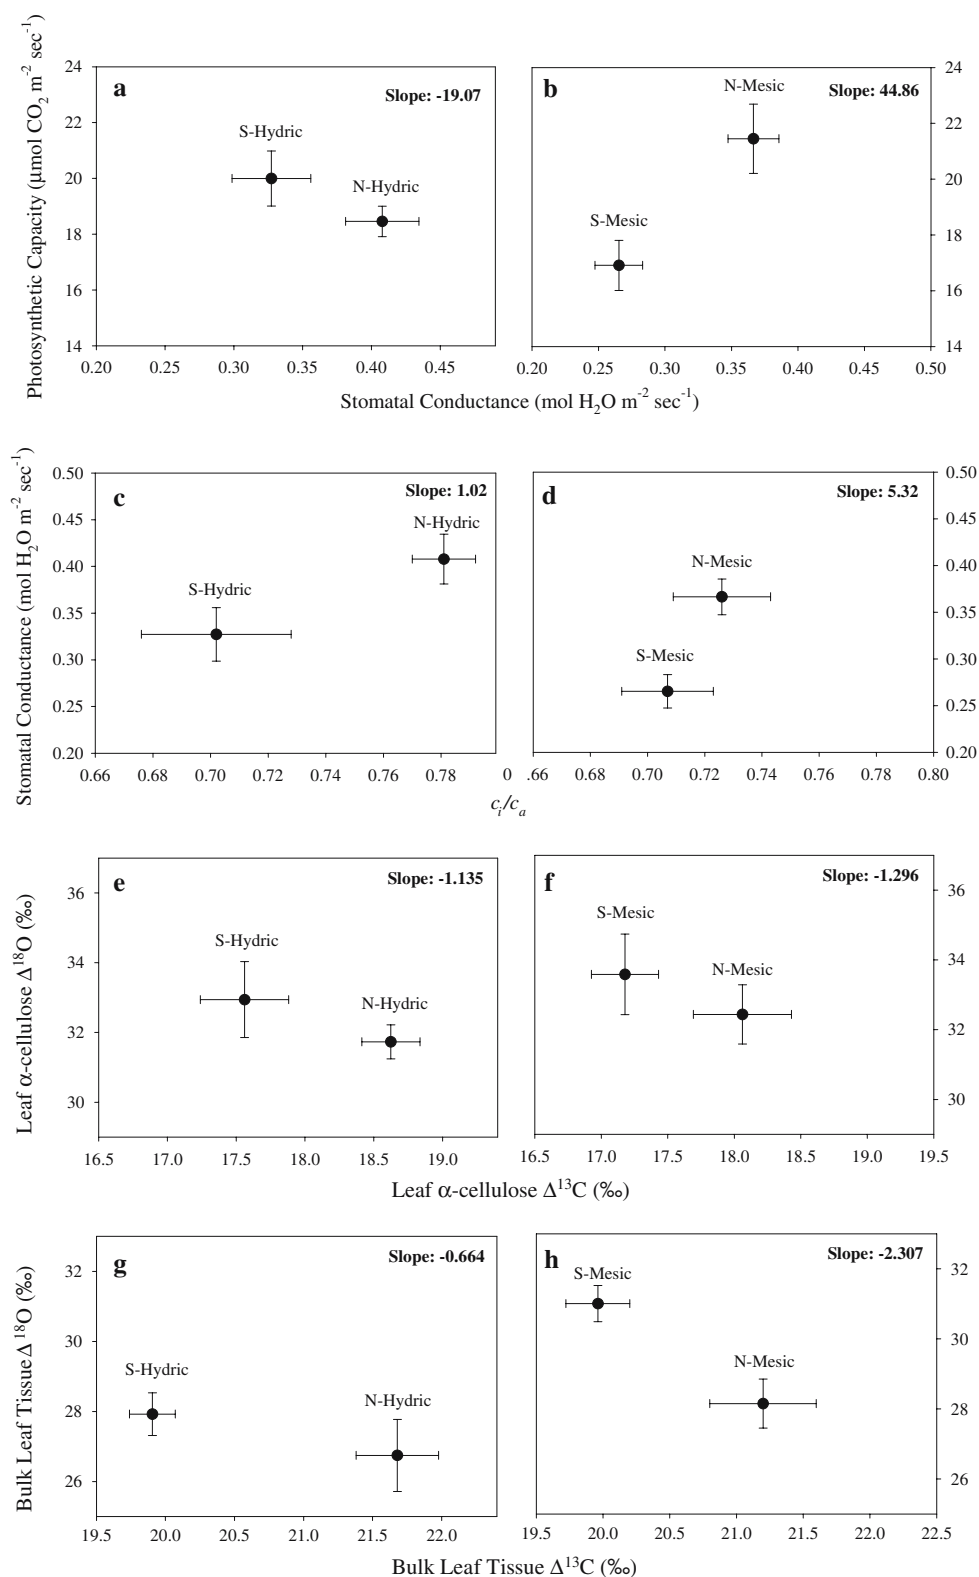 Photosynthetic Capacity (μmol CO₂ m⁻² sec⁻¹)
a
Slope: -19.07
S-Hydric
N-Hydric
24
22
20
18
16
14
0.20
0.25
0.30
0.35
0.40
0.45
b
Slope: 44.86
N-Mesic
S-Mesic
24
22
20
18
16
14
0.20
0.25
0.30
0.35
0.40
0.45
0.50
Stomatal Conductance (mol H₂O m⁻² sec⁻¹)
Stomatal Conductance (mol H₂O m⁻² sec⁻¹)
c
Slope: 1.02
N-Hydric
S-Hydric
0.50
0.45
0.40
0.35
0.30
0.25
0.20
0.66
0.68
0.70
0.72
0.74
0.76
0.78
0
d
Slope: 5.32
N-Mesic
S-Mesic
0.50
0.45
0.40
0.35
0.30
0.25
0.20
.66
0.68
0.70
0.72
0.74
0.76
0.78
0.80
cᵢ/cₐ
Leaf α-cellulose Δ¹⁸O (‰)
e
Slope: -1.135
S-Hydric
N-Hydric
36
34
32
30
16.5
17.0
17.5
18.0
18.5
19.0
f
Slope: -1.296
S-Mesic
N-Mesic
36
34
32
30
16.5
17.0
17.5
18.0
18.5
19.0
19.5
Leaf α-cellulose Δ¹³C (‰)
Bulk Leaf Tissue Δ¹⁸O (‰)
g
Slope: -0.664
S-Hydric
N-Hydric
32
30
28
26
19.5
20.0
20.5
21.0
21.5
22.0
h
Slope: -2.307
S-Mesic
N-Mesic
32
30
28
26
19.5
20.0
20.5
21.0
21.5
22.0
22.5
Bulk Leaf Tissue Δ¹³C (‰)